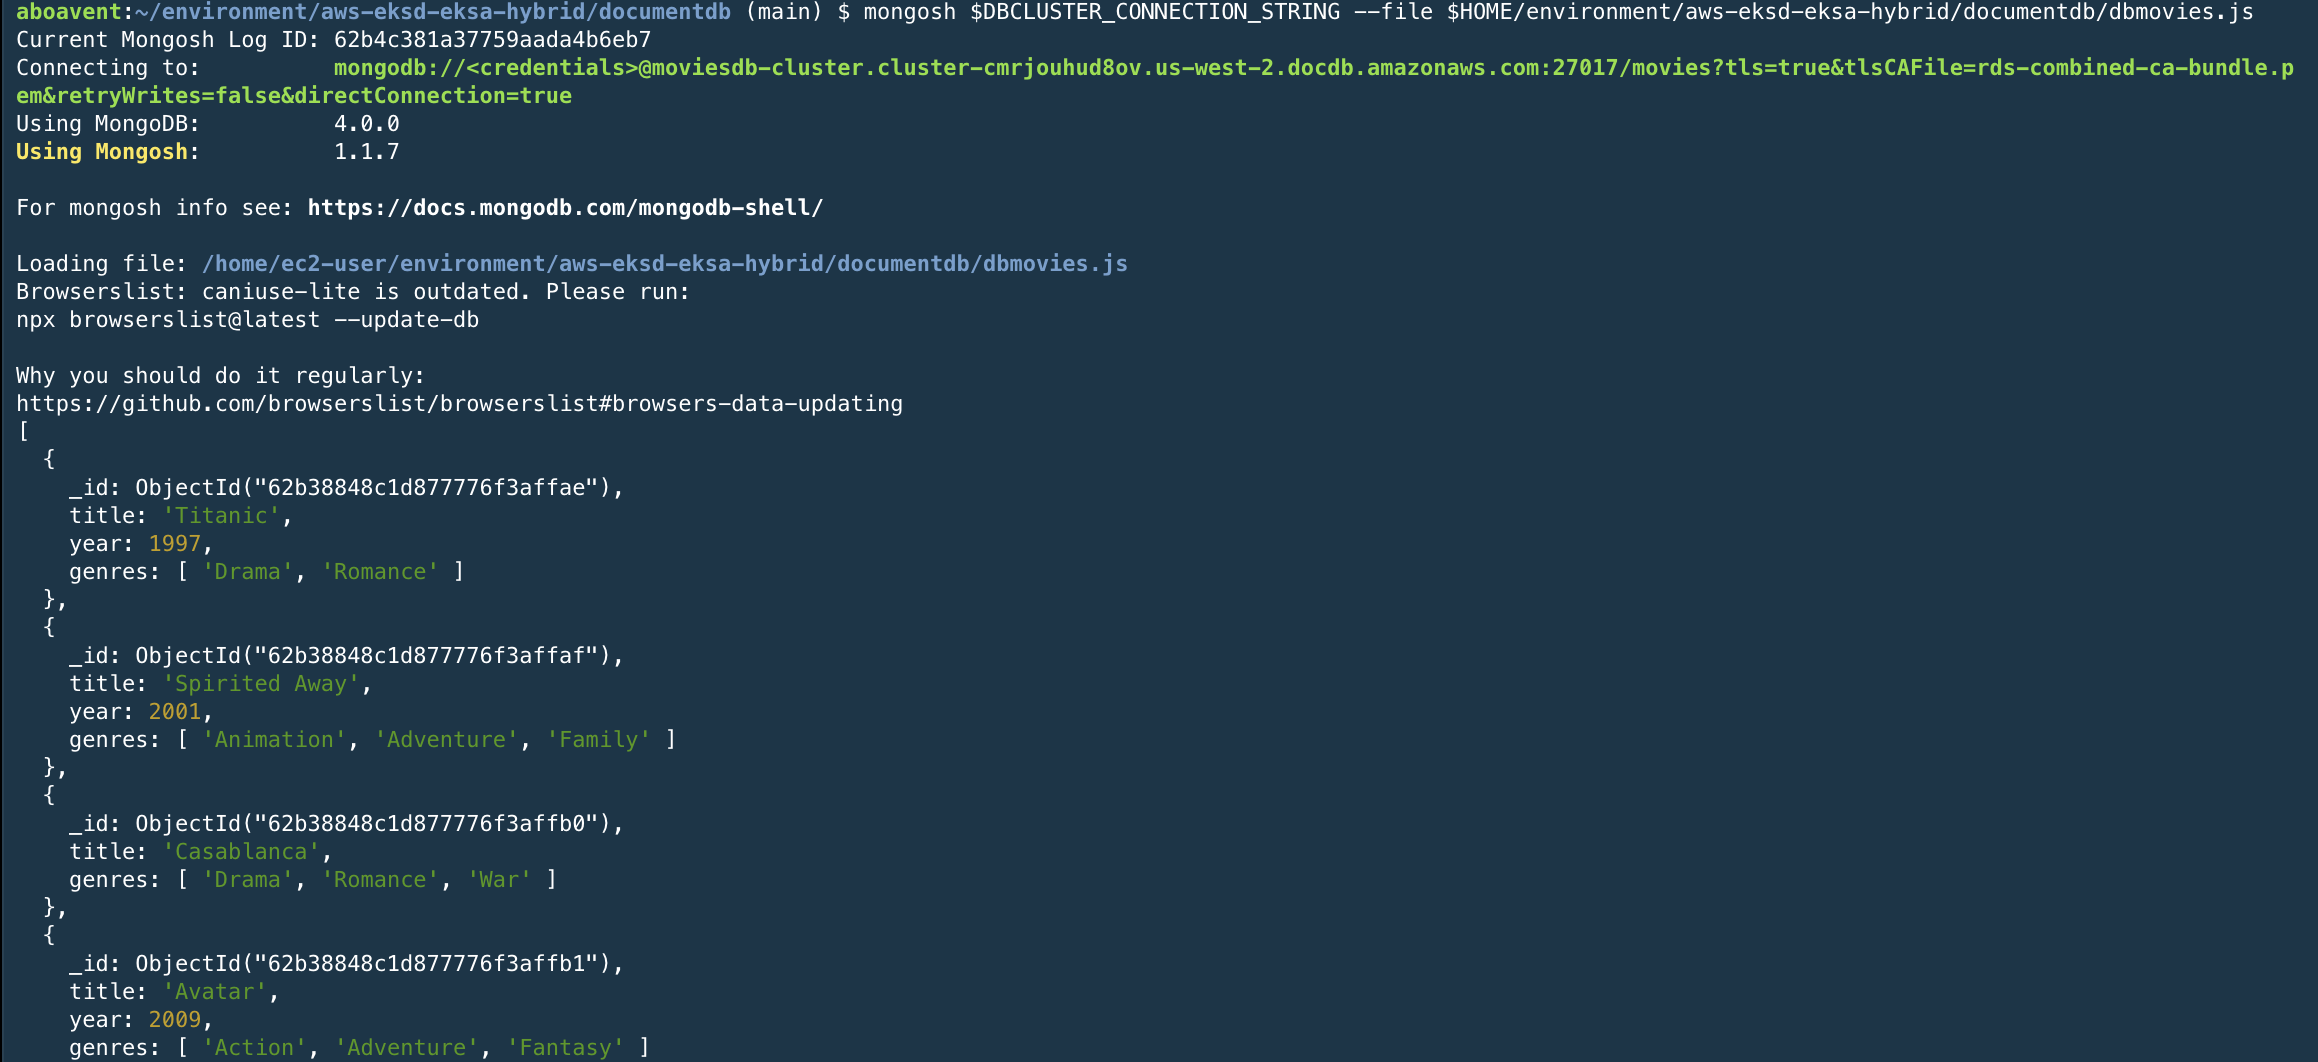 aboavent:~/environment/aws-eksd-eksa-hybrid/documentdb (main) $ mongosh $DBCLUSTER_CONNECTION_STRING --file $HOME/environment/aws-eksd-eksa-hybrid/documentdb/dbmovies.js
Current Mongosh Log ID: 62b4c381a37759aada4b6eb7
Connecting to:          mongodb://<credentials>@moviesdb-cluster.cluster-cmrjouhud8ov.us-west-2.docdb.amazonaws.com:27017/movies?tls=true&tlsCAFile=rds-combined-ca-bundle.p
em&retryWrites=false&directConnection=true
Using MongoDB:          4.0.0
Using Mongosh:          1.1.7

For mongosh info see: https://docs.mongodb.com/mongodb-shell/

Loading file: /home/ec2-user/environment/aws-eksd-eksa-hybrid/documentdb/dbmovies.js
Browserslist: caniuse-lite is outdated. Please run:
npx browserslist@latest --update-db

Why you should do it regularly:
https://github.com/browserslist/browserslist#browsers-data-updating
[
  {
    _id: ObjectId("62b38848c1d877776f3affae"),
    title: 'Titanic',
    year: 1997,
    genres: [ 'Drama', 'Romance' ]
  },
  {
    _id: ObjectId("62b38848c1d877776f3affaf"),
    title: 'Spirited Away',
    year: 2001,
    genres: [ 'Animation', 'Adventure', 'Family' ]
  },
  {
    _id: ObjectId("62b38848c1d877776f3affb0"),
    title: 'Casablanca',
    genres: [ 'Drama', 'Romance', 'War' ]
  },
  {
    _id: ObjectId("62b38848c1d877776f3affb1"),
    title: 'Avatar',
    year: 2009,
    genres: [ 'Action', 'Adventure', 'Fantasy' ]